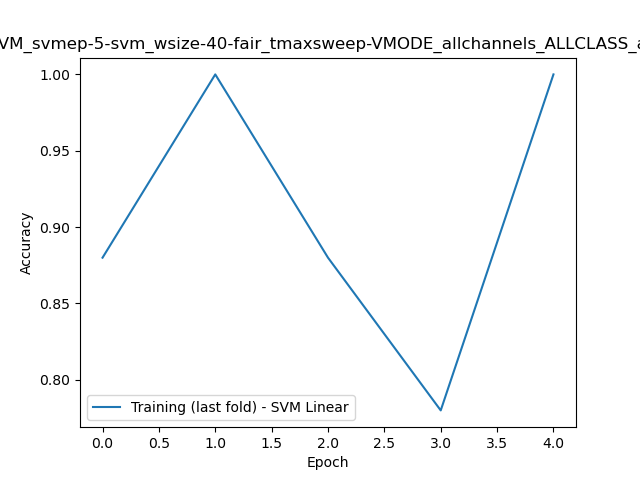 VM_svmep-5-svm_wsize-40-fair_tmaxsweep-VMODE_allchannels_ALLCLASS_a
1.00
0.95
0.90
0.85
0.80
Accuracy
Training (last fold) - SVM Linear
0.0 0.5 1.0 1.5 2.0 2.5 3.0 3.5 4.0
Epoch